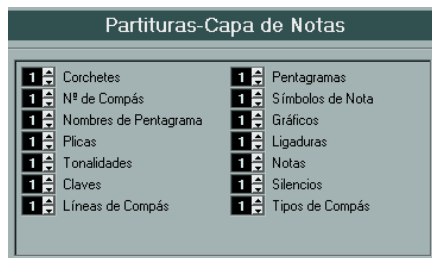 Partituras-Capa de Notas
1 Corchetes
1 Nº de Compás
1 Nombres de Pentagrama
1 Plicas
1 Tonalidades
1 Claves
1 Líneas de Compás
1 Pentagramas
1 Símbolos de Nota
1 Gráficos
1 Ligaduras
1 Notas
1 Silencios
1 Tipos de Compás